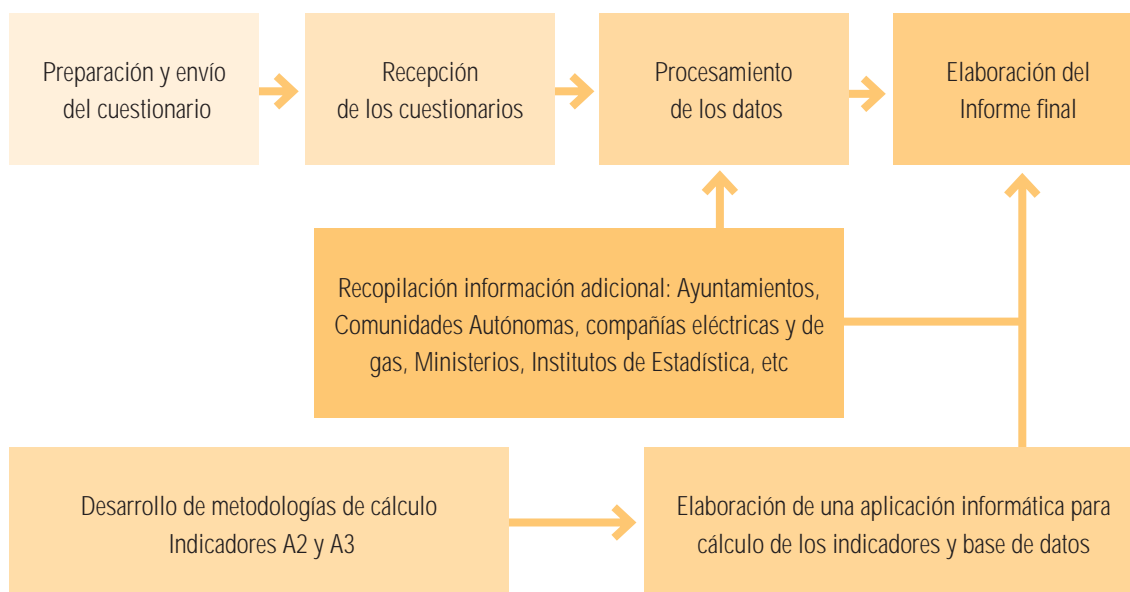 Preparación y envío
del cuestionario
Recepción
de los cuestionarios
Procesamiento
de los datos
Elaboración del
Informe final
Recopilación información adicional: Ayuntamientos,
Comunidades Autónomas, compañías eléctricas y de
gas, Ministerios, Institutos de Estadística, etc
Desarrollo de metodologías de cálculo
Indicadores A2 y A3
Elaboración de una aplicación informática para
cálculo de los indicadores y base de datos